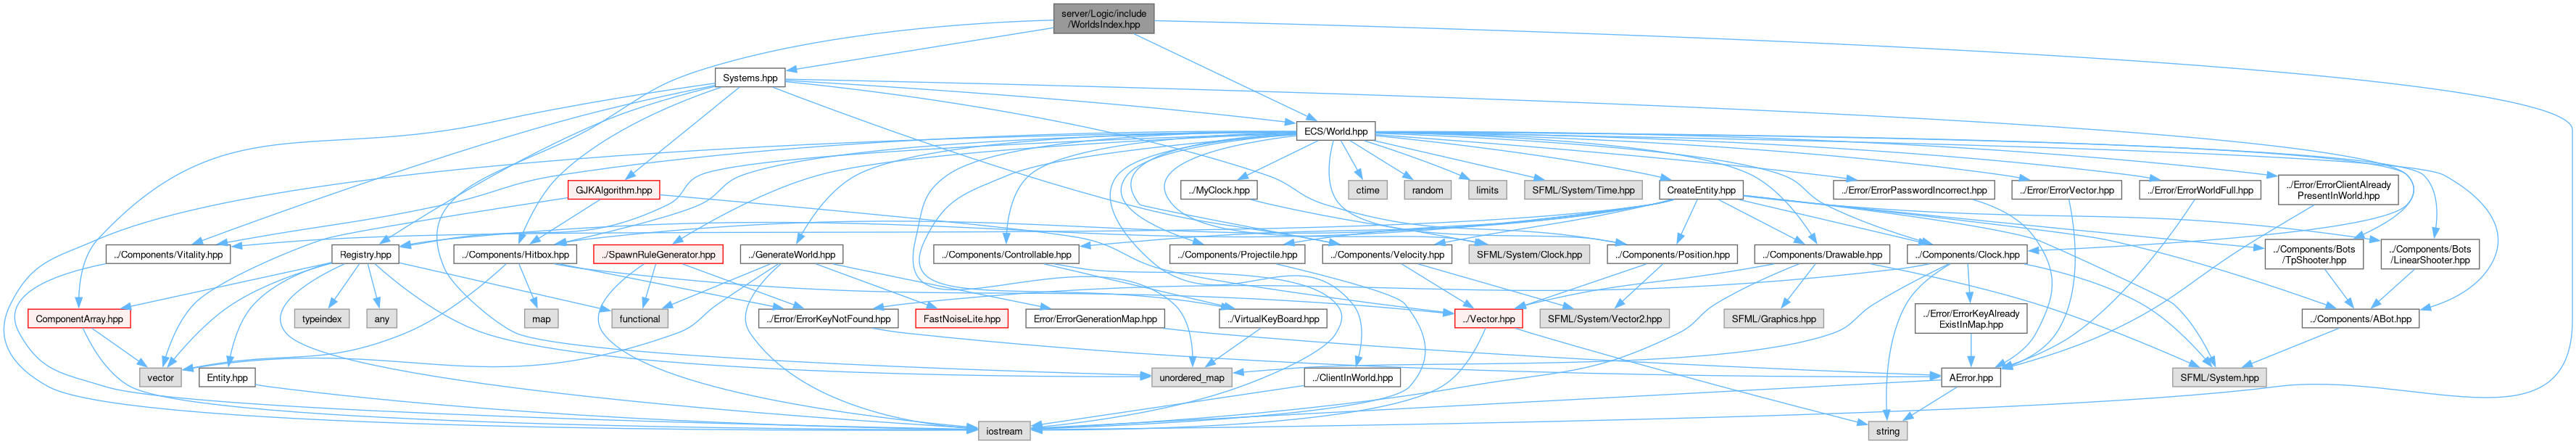 server/Logic/include
/WorldsIndex.hpp
Systems.hpp
ECS/World.hpp
GJKAlgorithm.hpp
../MyClock.hpp
ctime
random
limits
SFML/System/Time.hpp
CreateEntity.hpp
../Error/ErrorPasswordIncorrect.hpp
../Error/ErrorVector.hpp
../Error/ErrorWorldFull.hpp
../Error/ErrorClientAlready
PresentInWorld.hpp
../Components/Vitality.hpp
Registry.hpp
../Components/Hitbox.hpp
../SpawnRuleGenerator.hpp
../GenerateWorld.hpp
../Components/Controllable.hpp
../Components/Projectile.hpp
../Components/Velocity.hpp
SFML/System/Clock.hpp
../Components/Position.hpp
../Components/Drawable.hpp
../Components/Clock.hpp
../Components/Bots
/TpShooter.hpp
../Components/Bots
/LinearShooter.hpp
ComponentArray.hpp
typeindex
any
map
functional
../Error/ErrorKeyNotFound.hpp
FastNoiseLite.hpp
Error/ErrorGenerationMap.hpp
../VirtualKeyBoard.hpp
../Vector.hpp
SFML/System/Vector2.hpp
SFML/Graphics.hpp
../Error/ErrorKeyAlready
ExistInMap.hpp
../Components/ABot.hpp
vector
Entity.hpp
unordered_map
../ClientInWorld.hpp
AError.hpp
SFML/System.hpp
iostream
string